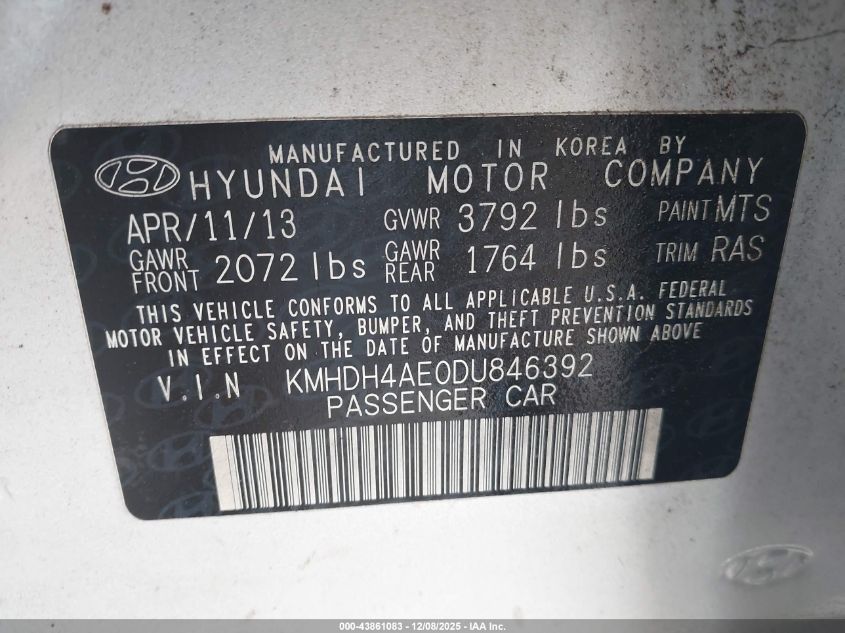 MANUFACTURED IN KOREA BY
HYUNDAI MOTOR COMPANY
APR/11/13 GVWR 3792 lbs PAINT MTS
GAWR FRONT 2072 lbs GAWR REAR 1764 lbs TRIM RAS
THIS VEHICLE CONFORMS TO ALL APPLICABLE U.S.A. FEDERAL
MOTOR VEHICLE SAFETY, BUMPER, AND THEFT PREVENTION STANDARDS
IN EFFECT ON THE DATE OF MANUFACTURE SHOWN ABOVE
V.I.N KMHDH4AE0DU846392
PASSENGER CAR
000-43861083 - 12/08/2025 - IAA Inc.